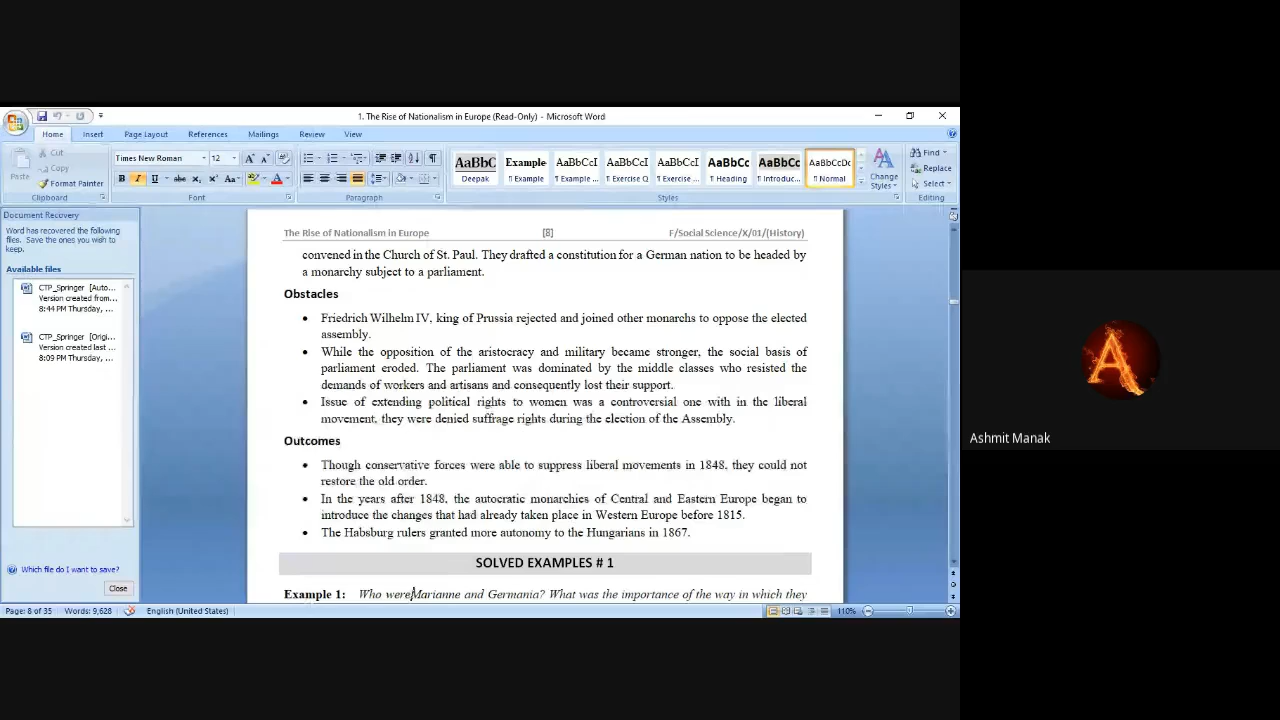 1. The Rise of Nationalism in Europe (Read-Only) - Microsoft Word
Home Insert Page Layout References Mailings Review View
Paste
Cut
Copy
Format Painter
Clipboard
Times New Roman 12
Font
Paragraph
AaBbC Example AaBbCcI AaBbCcI AaBbCcI AaBbCc AaBbCc AaBbCcDc
Deepak ¶ Example ¶ Example ... ¶ Exercise Q ¶ Exercise ... ¶ Heading ¶ Introduc... ¶ Normal
Change Styles
Styles
Find
Replace
Select
Editing
Document Recovery
Word has recovered the following
files. Save the ones you wish to
keep.
Available files
CTP_Springer [Auto...
Version created from...
8:44 PM Thursday, ...
CTP_Springer [Origi...
Version created last ...
8:09 PM Thursday, ...
Which file do I want to save?
Close
The Rise of Nationalism in Europe [8] F/Social Science/X/01/(History)
convened in the Church of St. Paul. They drafted a constitution for a German nation to be headed by
a monarchy subject to a parliament.
Obstacles
• Friedrich Wilhelm IV, king of Prussia rejected and joined other monarchs to oppose the elected
assembly.
• While the opposition of the aristocracy and military became stronger, the social basis of
parliament eroded. The parliament was dominated by the middle classes who resisted the
demands of workers and artisans and consequently lost their support.
• Issue of extending political rights to women was a controversial one with in the liberal
movement, they were denied suffrage rights during the election of the Assembly.
Outcomes
• Though conservative forces were able to suppress liberal movements in 1848, they could not
restore the old order.
• In the years after 1848, the autocratic monarchies of Central and Eastern Europe began to
introduce the changes that had already taken place in Western Europe before 1815.
• The Habsburg rulers granted more autonomy to the Hungarians in 1867.
SOLVED EXAMPLES # 1
Example 1: Who were Marianne and Germania? What was the importance of the way in which they
Page: 8 of 35 Words: 9,628 English (United States) 110%
A
Ashmit Manak